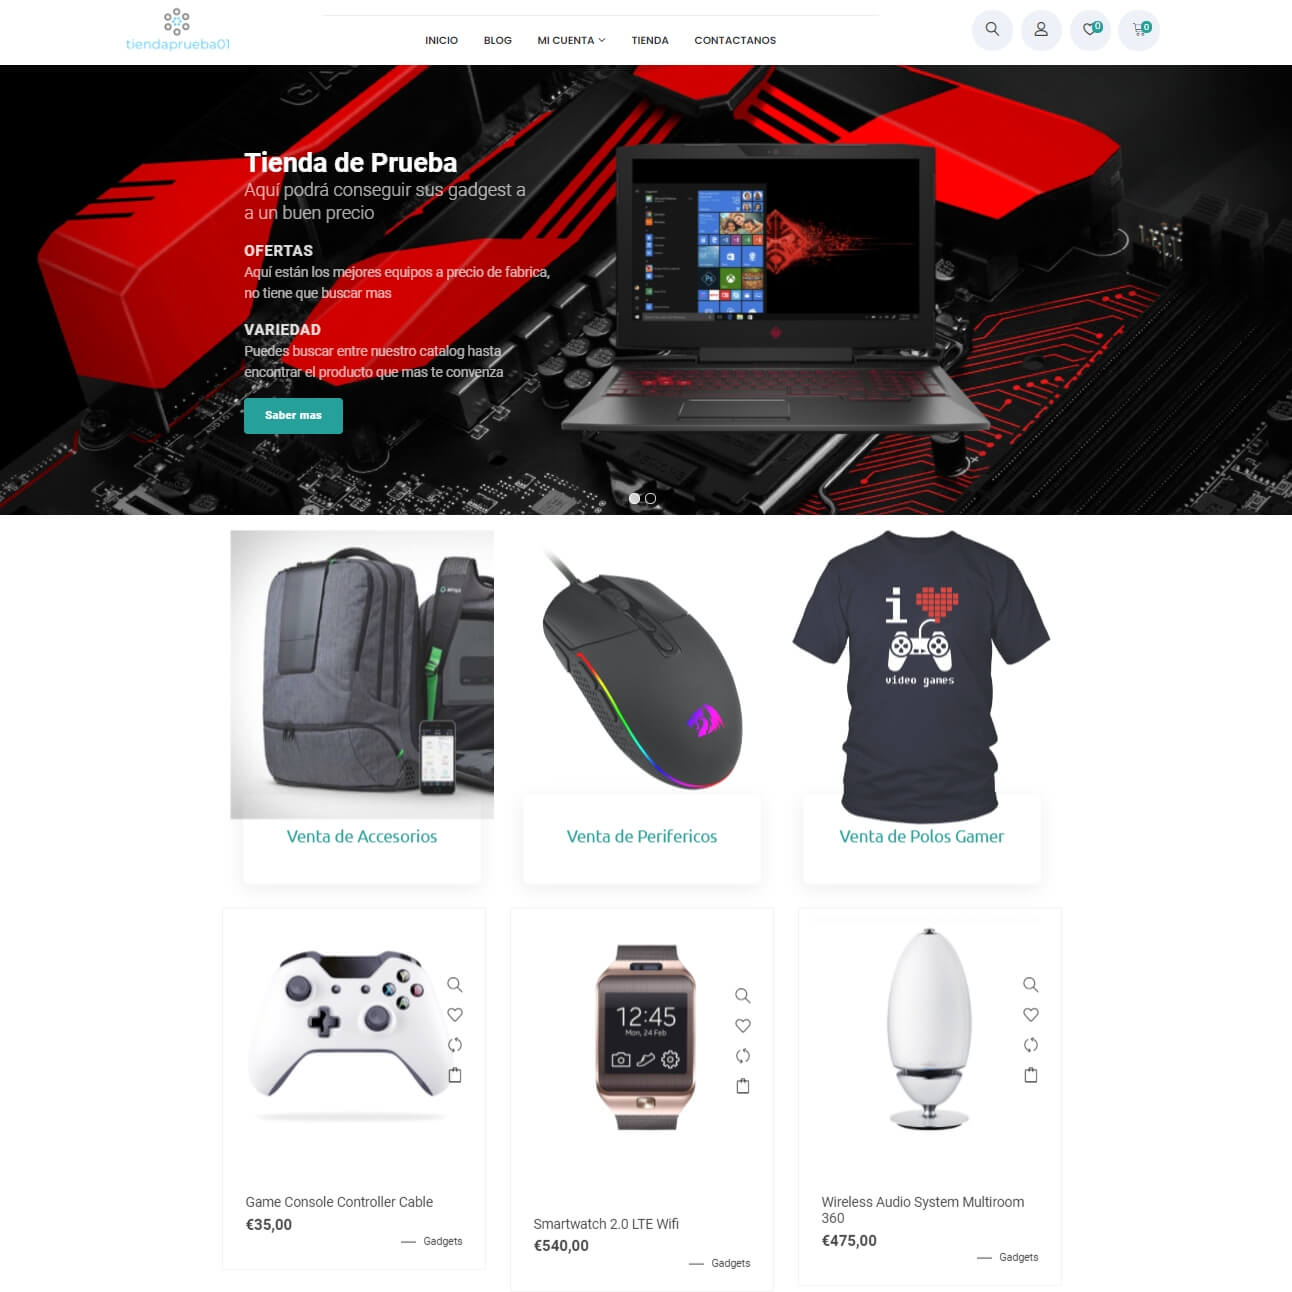 tiendaprueba01
INICIO BLOG MI CUENTA TIENDA CONTACTANOS
0 0
Tienda de Prueba
Aquí podrá conseguir sus gadgest a
a un buen precio
OFERTAS
Aquí están los mejores equipos a precio de fabrica,
no tiene que buscar mas
VARIEDAD
Puedes buscar entre nuestro catalog hasta
encontrar el producto que mas te convenza
Saber mas
i
video games
Venta de Accesorios Venta de Perifericos Venta de Polos Gamer
12:45
Mon, 24 Feb
Game Console Controller Cable
€35,00
Gadgets
Smartwatch 2.0 LTE Wifi
€540,00
Gadgets
Wireless Audio System Multiroom
360
€475,00
Gadgets